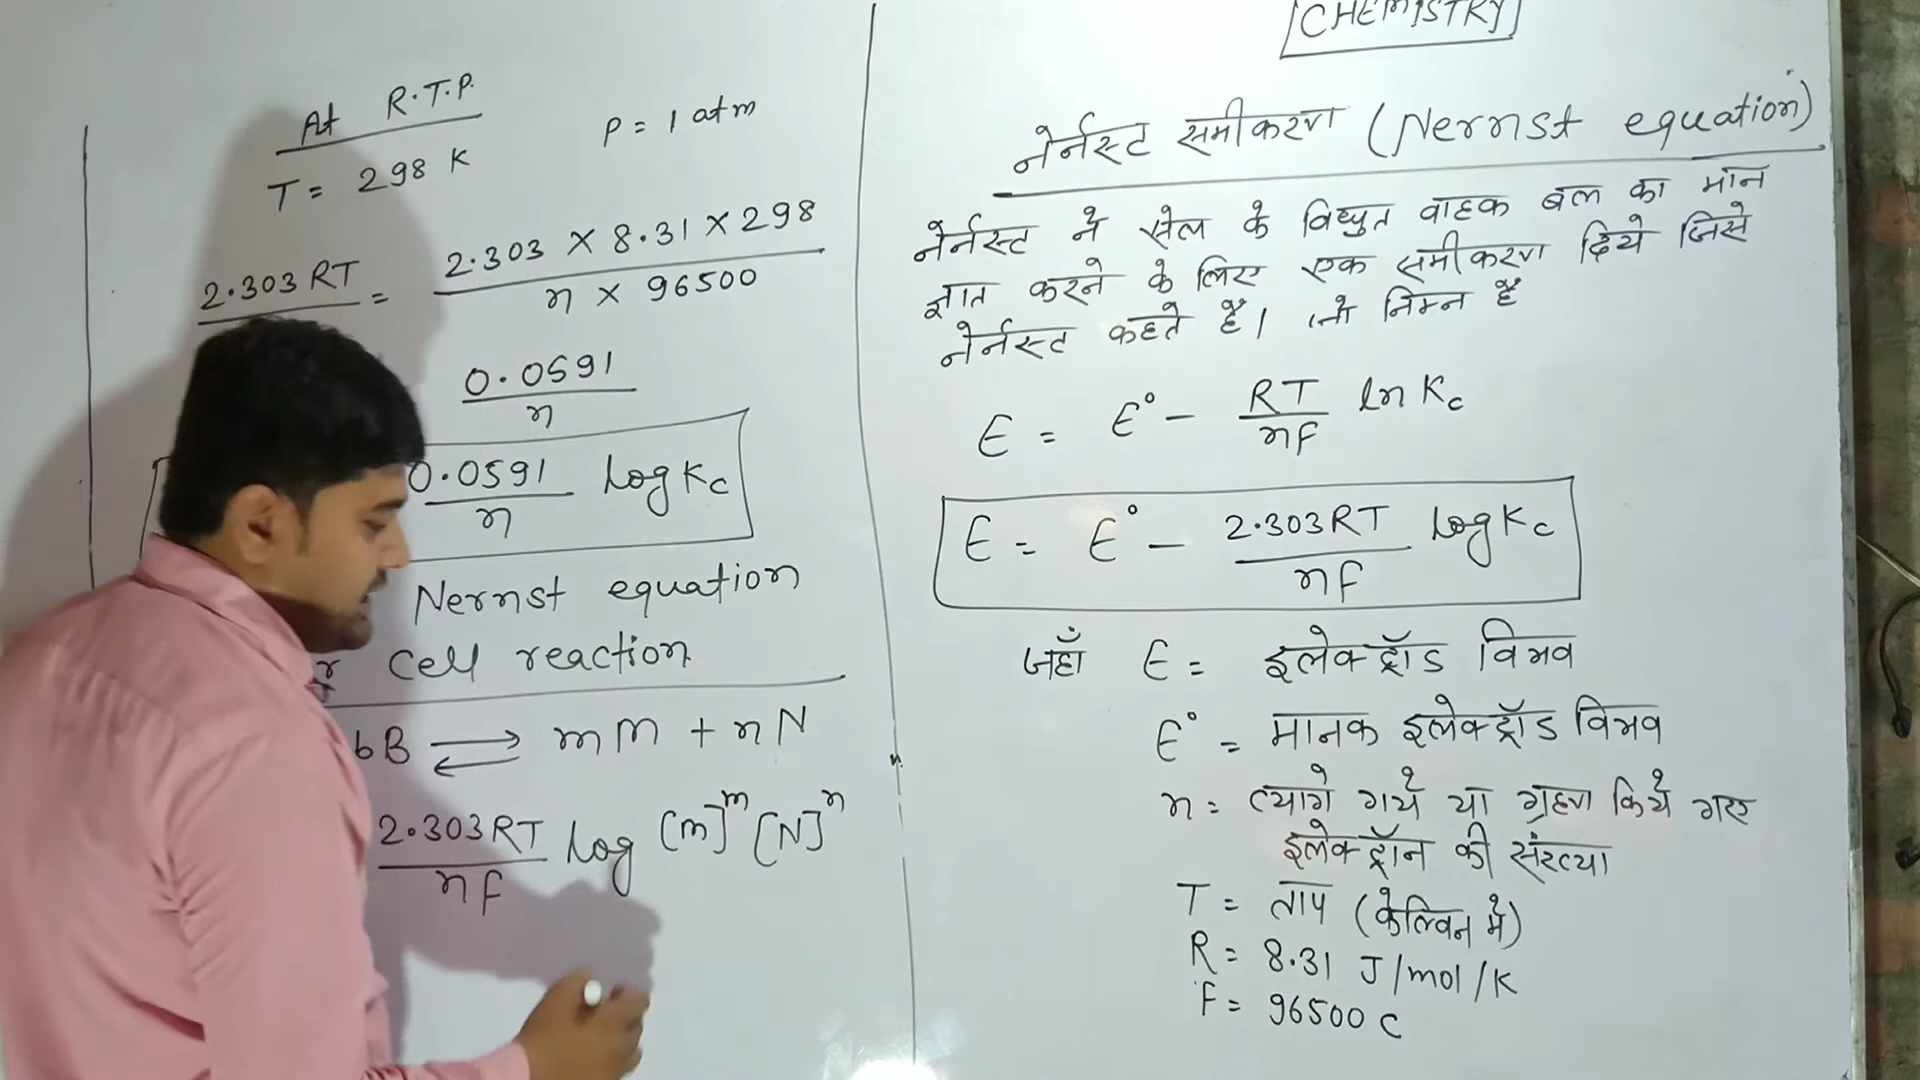 At R.T.P.
T = 298 K P = 1 atm
2.303 RT = 2.303 × 8.31 × 298
n × 96500
0.0591
n
0.0591 log Kc
n
Nernst equation
r cell reaction
bB ⇌ mM + nN
2.303RT log [m]^m [N]^n
nF
CHEMISTRY
नेर्नस्ट समीकरण (Nernst equation)
नेर्नस्ट ने सेल के विद्युत वाहक बल का मान
ज्ञात करने के लिए एक समीकरण दिये जिसे
नेर्नस्ट कहते है। जो निम्न है
E = E° - RT ln Kc
nF
E = E° - 2.303RT log Kc
nF
जहाँ E = इलेक्ट्रॉड विभव
E° = मानक इलेक्ट्रॉड विभव
n = त्यागे गये या ग्रहण किये गए
इलेक्ट्रॉन की संख्या
T = ताप (केल्विन में)
R = 8.31 J/mol/K
F = 96500 C